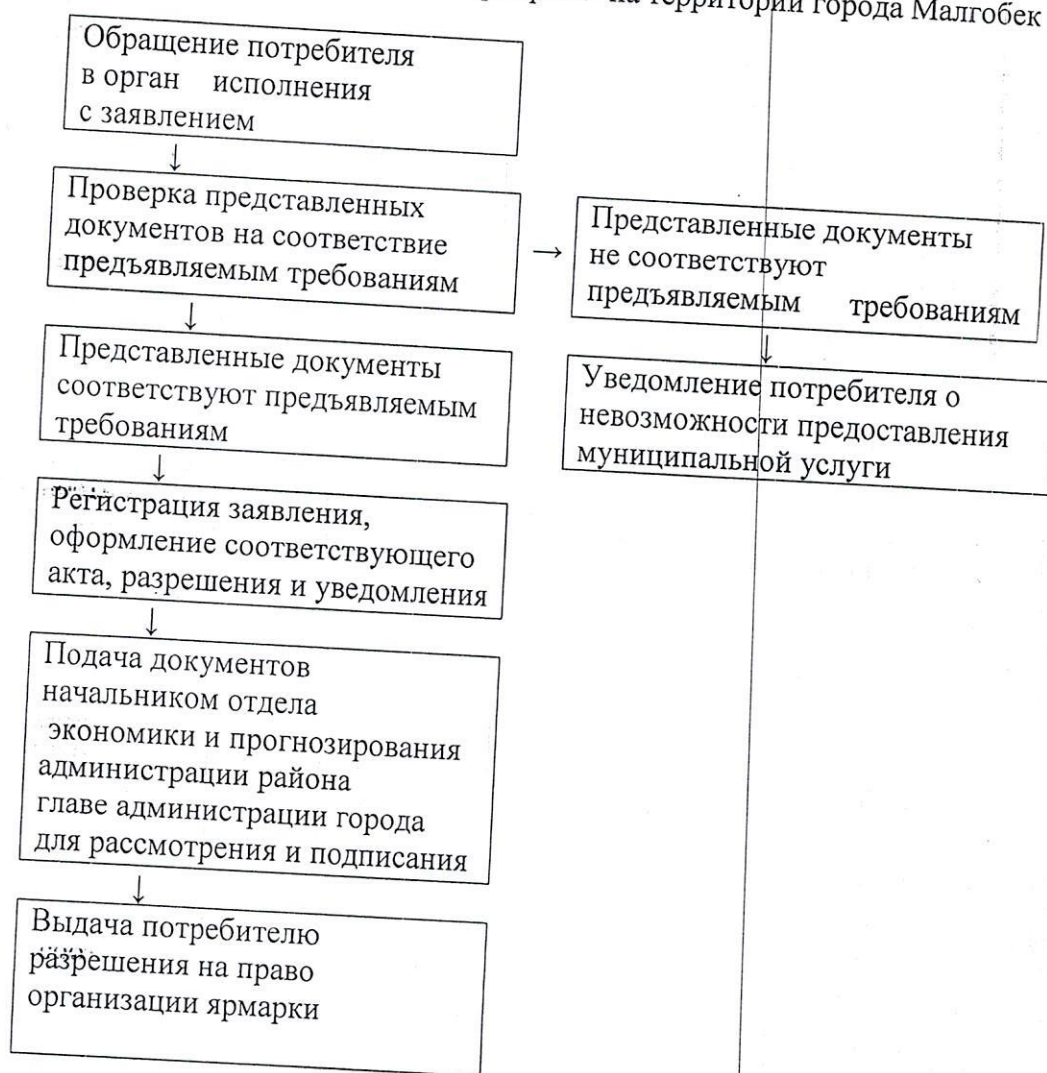 на территории города Малгобек
Обращение потребителя
в орган исполнения
с заявлением
↓
Проверка представленных
документов на соответствие
предъявляемым требованиям
→
Представленные документы
не соответствуют
предъявляемым требованиям
↓
Представленные документы
соответствуют предъявляемым
требованиям
↓
Уведомление потребителя о
невозможности предоставления
муниципальной услуги
↓
Регистрация заявления,
оформление соответствующего
акта, разрешения и уведомления
↓
Подача документов
начальником отдела
экономики и прогнозирования
администрации района
главе администрации города
для рассмотрения и подписания
↓
Выдача потребителю
разрешения на право
организации ярмарки